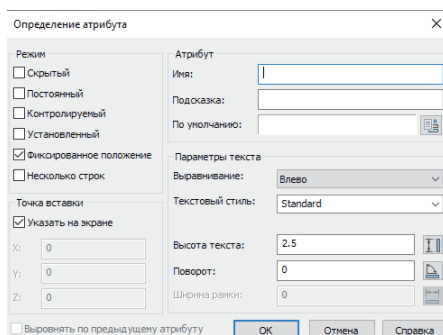 Определение атрибута
Режим
Скрытый
Постоянный
Контролируемый
Установленный
Фиксированное положение
Несколько строк
Точка вставки
Указать на экране
X: 0
Y: 0
Z: 0
Атрибут
Имя:
Подсказка:
По умолчанию:
Параметры текста
Выравнивание: Влево
Текстовый стиль: Standard
Высота текста: 2.5
Поворот: 0
Ширина рамки: 0
Выровнять по предыдущему атрибуту
OK Отмена Справка